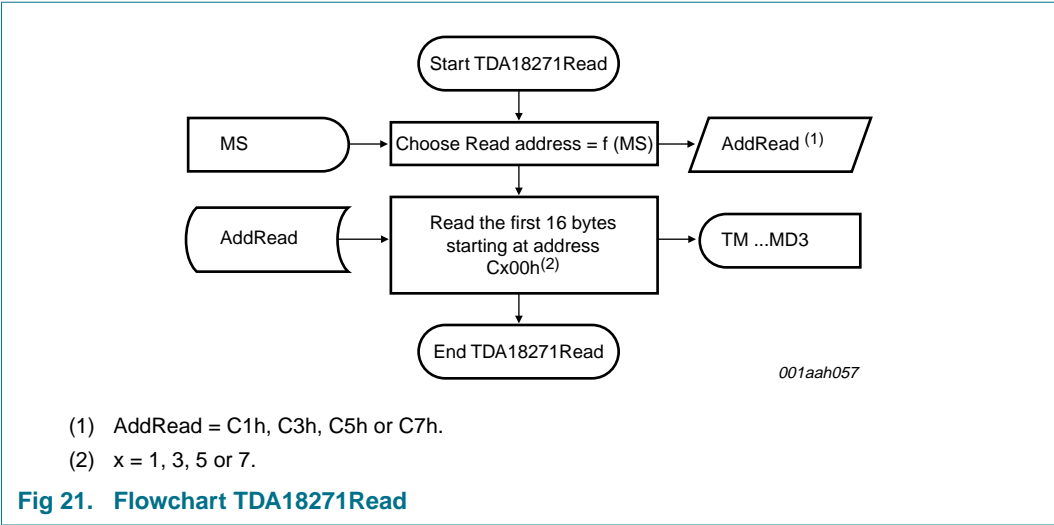 Start TDA18271Read
MS
Choose Read address = f (MS)
AddRead (1)
AddRead
Read the first 16 bytes
starting at address
Cx00h(2)
TM ...MD3
End TDA18271Read
001aah057
(1) AddRead = C1h, C3h, C5h or C7h.
(2) x = 1, 3, 5 or 7.
Fig 21. Flowchart TDA18271Read